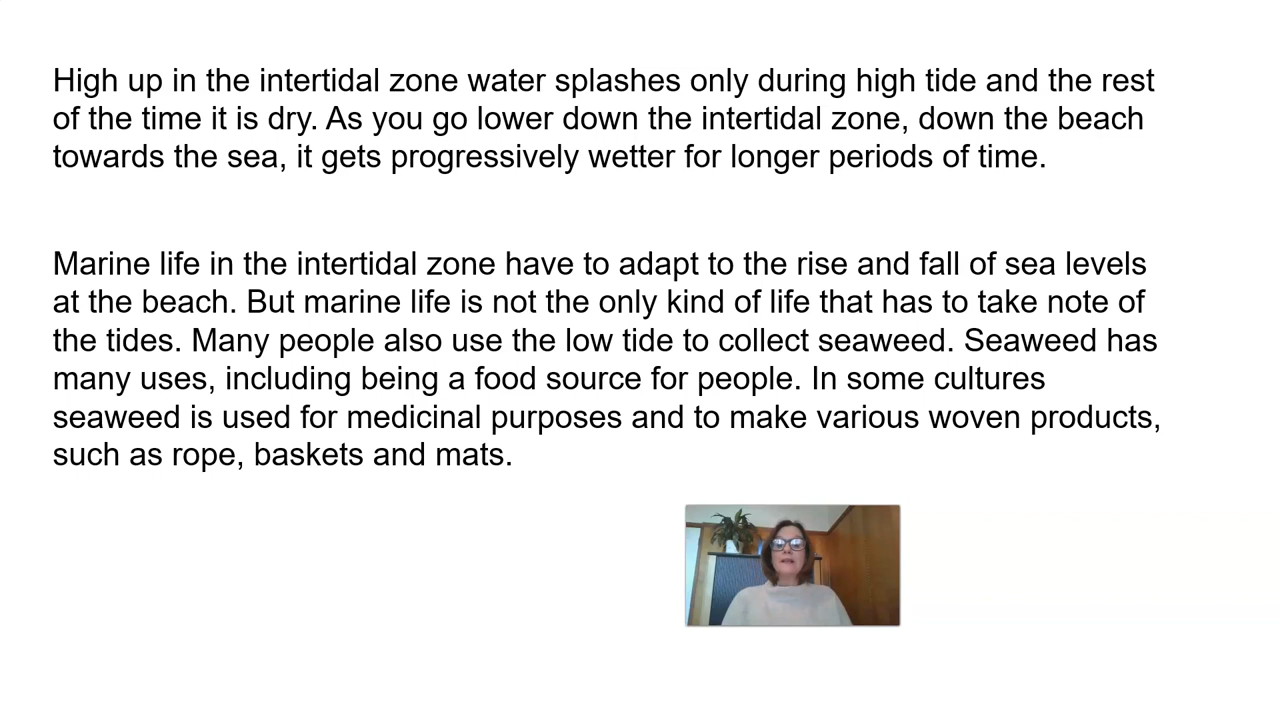 High up in the intertidal zone water splashes only during high tide and the rest
of the time it is dry. As you go lower down the intertidal zone, down the beach
towards the sea, it gets progressively wetter for longer periods of time.
Marine life in the intertidal zone have to adapt to the rise and fall of sea levels
at the beach. But marine life is not the only kind of life that has to take note of
the tides. Many people also use the low tide to collect seaweed. Seaweed has
many uses, including being a food source for people. In some cultures
seaweed is used for medicinal purposes and to make various woven products,
such as rope, baskets and mats.